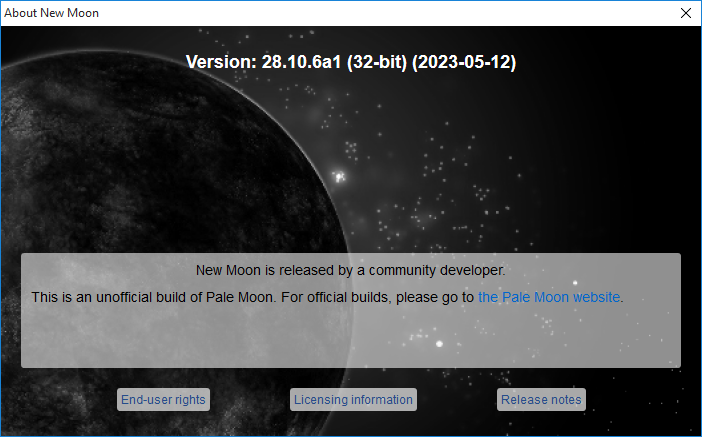 About New Moon
Version: 28.10.6a1 (32-bit) (2023-05-12)
New Moon is released by a community developer.
This is an unofficial build of Pale Moon. For official builds, please go to the Pale Moon website.
End-user rights
Licensing information
Release notes